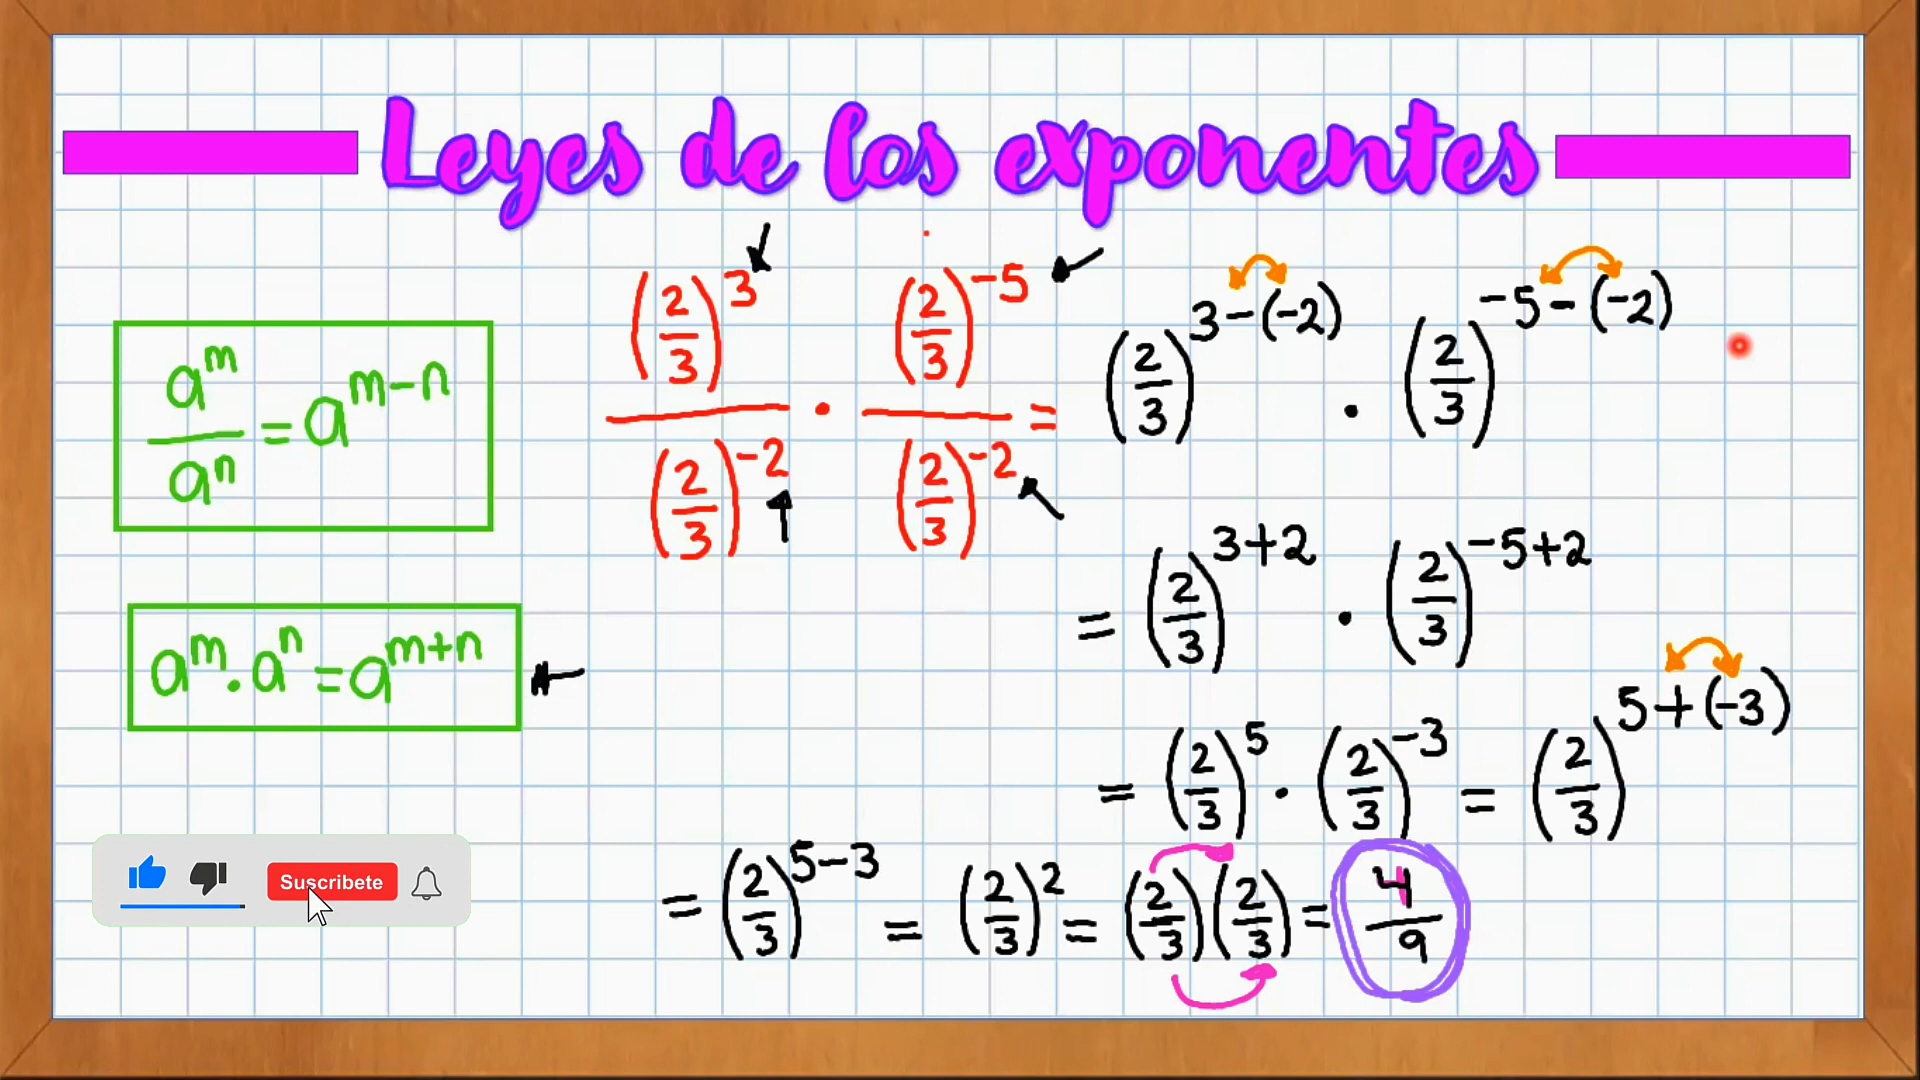 Leyes de los exponentes
a^m / a^n = a^(m-n)
a^m . a^n = a^(m+n)
(2/3)^3 / (2/3)^-2 · (2/3)^-5 / (2/3)^-2 = (2/3)^(3-(-2)) · (2/3)^(-5-(-2))
= (2/3)^(3+2) · (2/3)^(-5+2)
= (2/3)^5 · (2/3)^-3 = (2/3)^(5+(-3))
= (2/3)^(5-3) = (2/3)^2 = (2/3)(2/3) = 4/9
Suscribete